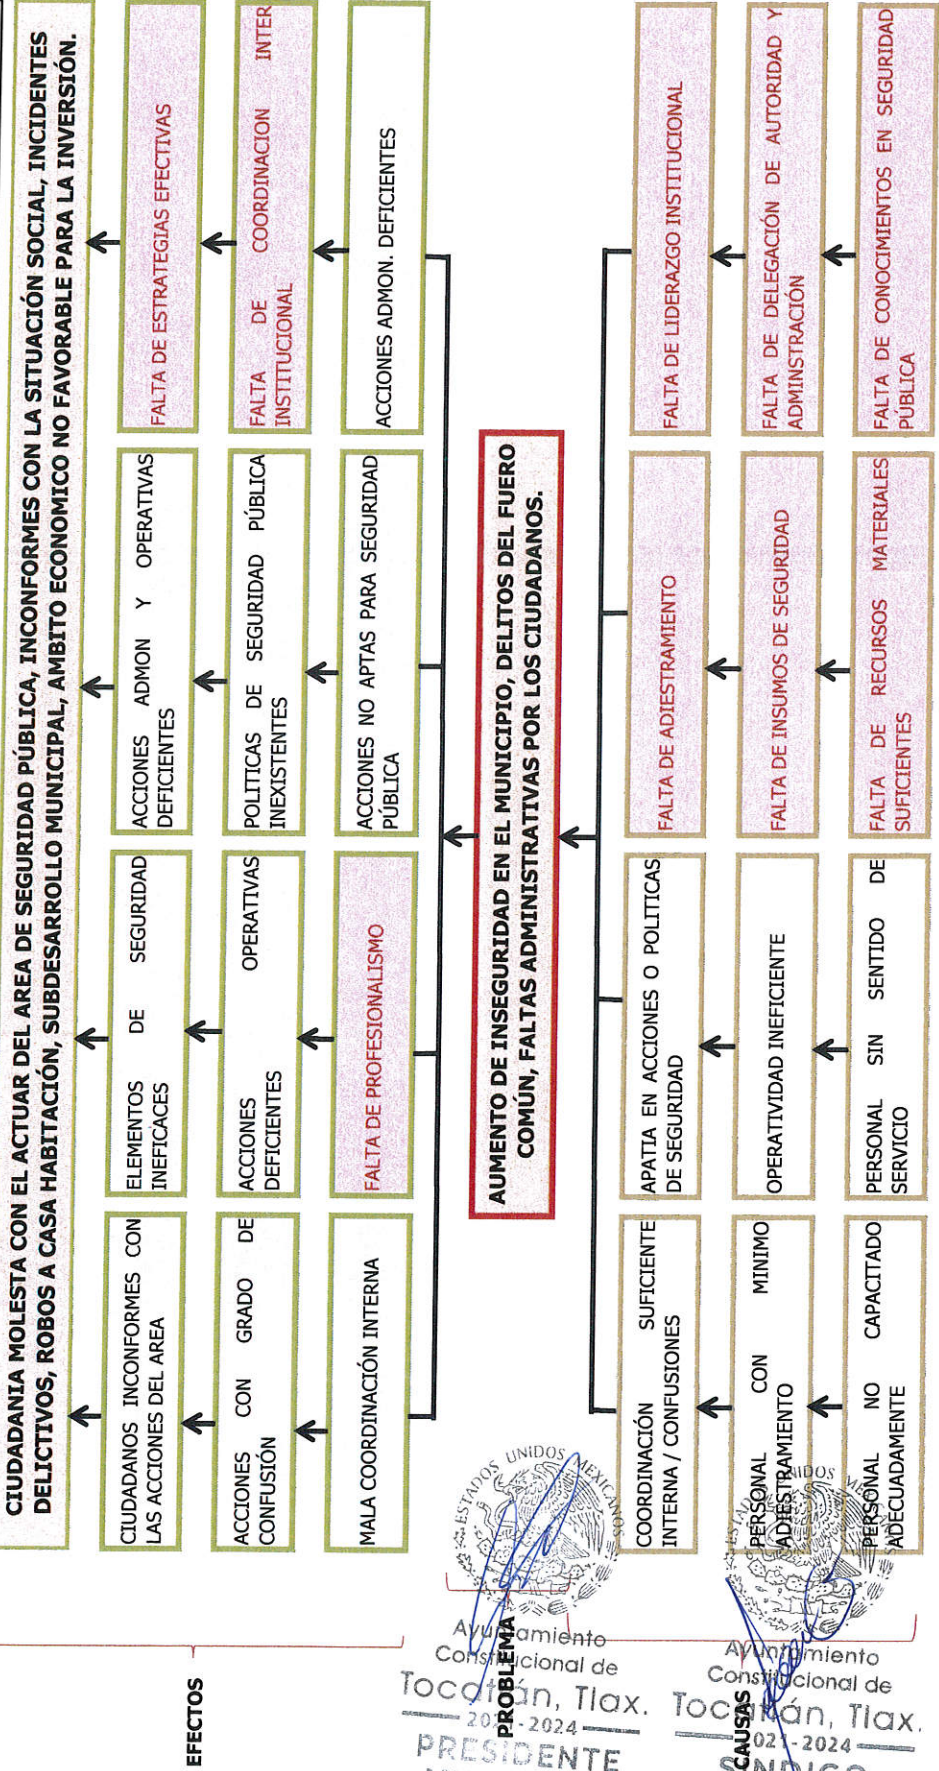 CIUDADANIA MOLESTA CON EL ACTUAR DEL AREA DE SEGURIDAD PÚBLICA, INCONFORMES CON LA SITUACIÓN SOCIAL, INCIDENTES
DELICTIVOS, ROBOS A CASA HABITACIÓN, SUBDESARROLLO MUNICIPAL, AMBITO ECONOMICO NO FAVORABLE PARA LA INVERSIÓN.
EFECTOS
CIUDADANOS INCONFORMES CON
LAS ACCIONES DEL AREA
ELEMENTOS DE SEGURIDAD
INEFICACES
ACCIONES ADMON Y OPERATIVAS
DEFICIENTES
FALTA DE ESTRATEGIAS EFECTIVAS
ACCIONES CON GRADO DE
CONFUSIÓN
ACCIONES OPERATIVAS
DEFICIENTES
POLITICAS DE SEGURIDAD PÚBLICA
INEXISTENTES
FALTA DE COORDINACION INTER
INSTITUCIONAL
MALA COORDINACIÓN INTERNA
FALTA DE PROFESIONALISMO
ACCIONES NO APTAS PARA SEGURIDAD
PÚBLICA
ACCIONES ADMON. DEFICIENTES
PROBLEMA
AUMENTO DE INSEGURIDAD EN EL MUNICIPIO, DELITOS DEL FUERO
COMÚN, FALTAS ADMINISTRATIVAS POR LOS CIUDADANOS.
CAUSAS
COORDINACIÓN SUFICIENTE
INTERNA / CONFUSIONES
APATIA EN ACCIONES O POLITICAS
DE SEGURIDAD
FALTA DE ADIESTRAMIENTO
FALTA DE LIDERAZGO INSTITUCIONAL
PERSONAL CON MINIMO
ADIESTRAMIENTO
OPERATIVIDAD INEFICIENTE
FALTA DE INSUMOS DE SEGURIDAD
FALTA DE DELEGACIÓN DE AUTORIDAD Y
ADMINSTRACIÓN
PERSONAL NO CAPACITADO
ADECUADAMENTE
PERSONAL SIN SENTIDO DE
SERVICIO
FALTA DE RECURSOS MATERIALES
SUFICIENTES
FALTA DE CONOCIMIENTOS EN SEGURIDAD
PÚBLICA
ESTADOS UNIDOS MEXICANOS
Ayuntamiento
Constitucional de
Tocatlán, Tlax.
2021-2024
PRESIDENTE
UNIDOS
Ayuntamiento
Constitucional de
Tocatlán, Tlax.
2021-2024
SINDICO